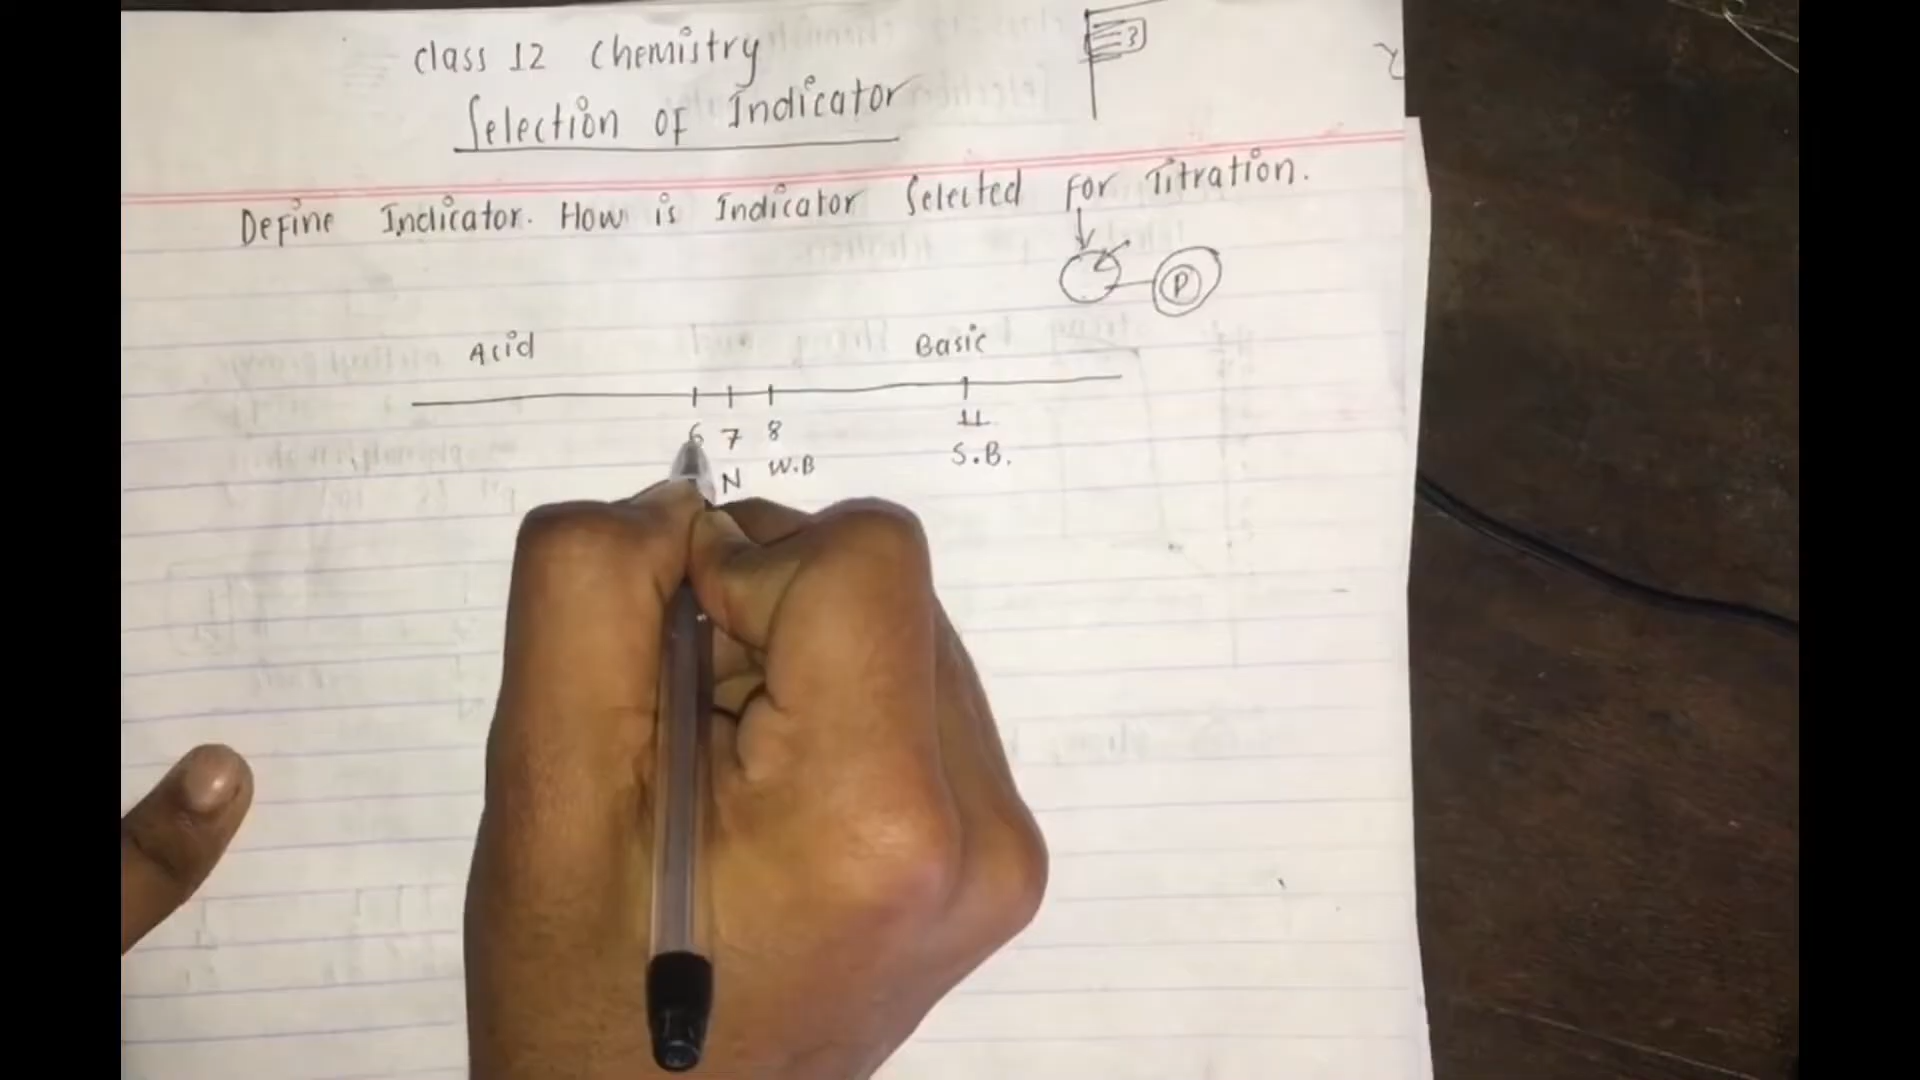 Class 12 Chemistry
Selection of Indicator
Define Indicator. How is Indicator Selected for Titration.
P
Acid Basic
6 7 8 11
N W.B S.B.